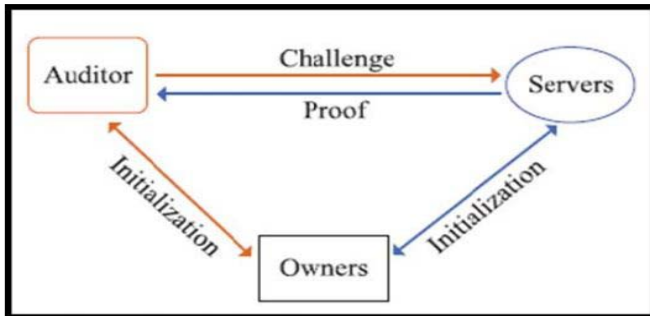 Challenge
Auditor
Servers
Proof
Initialization
Initialization
Owners